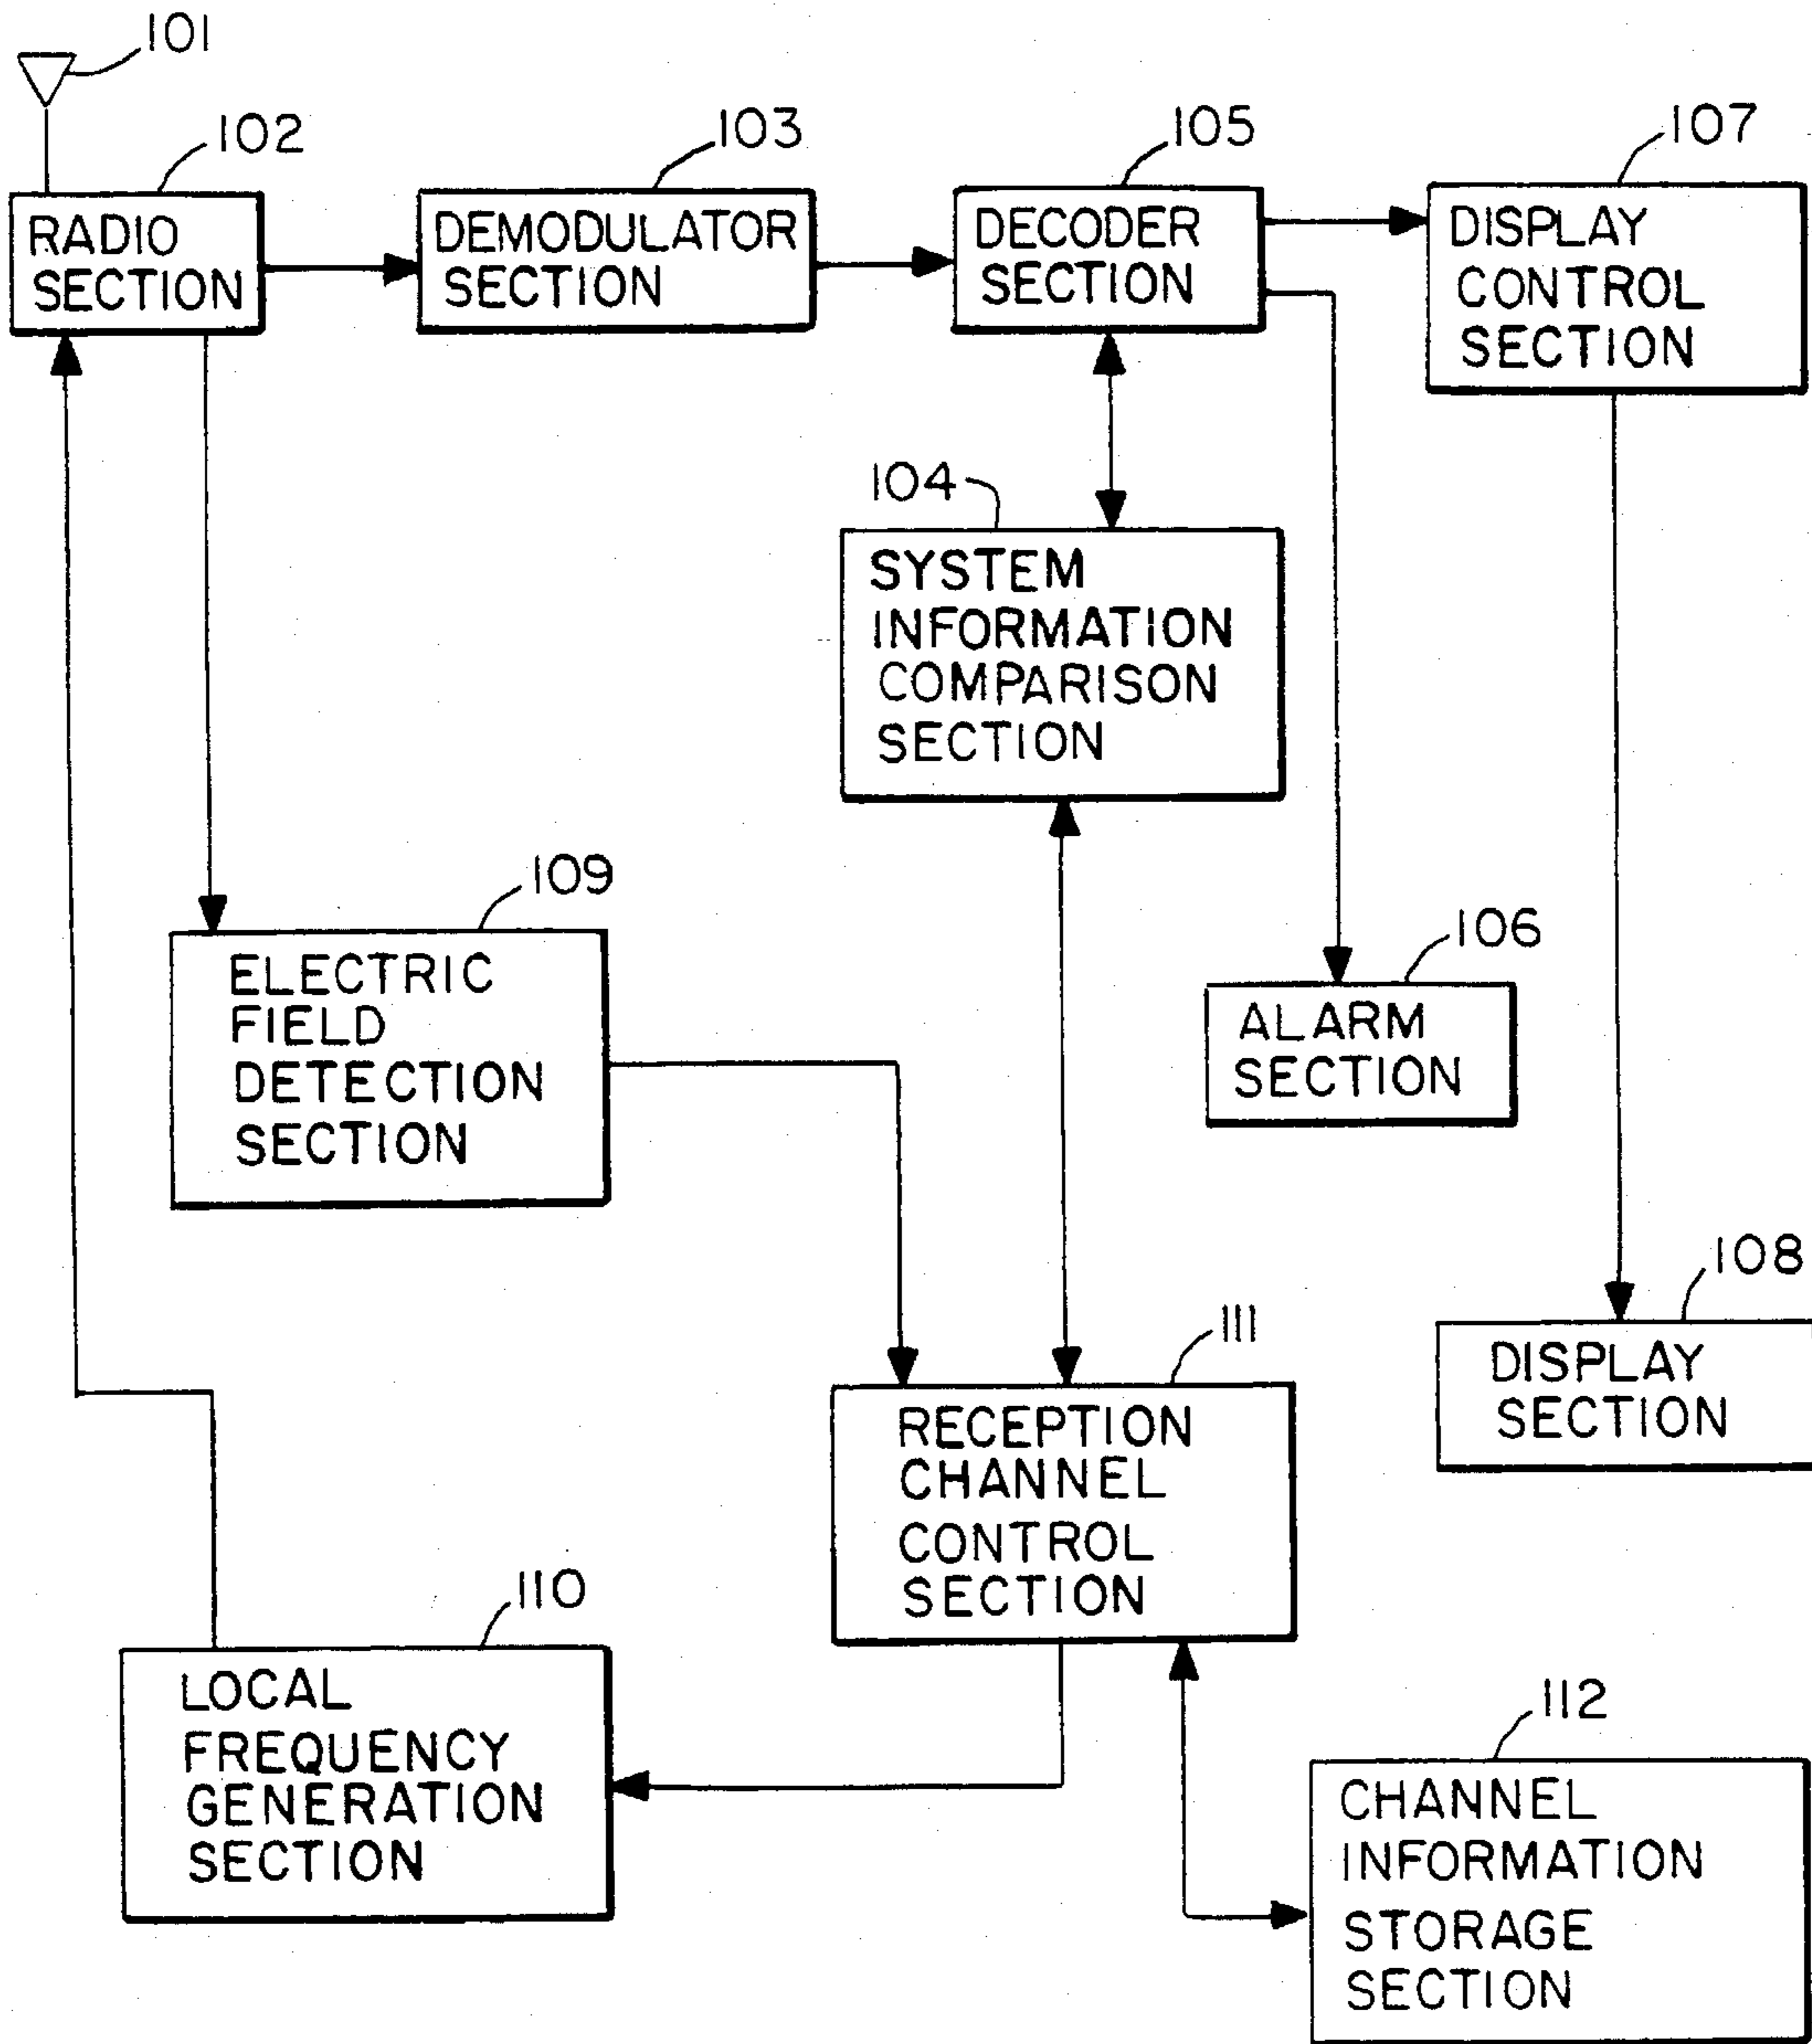 101
102
RADIO
SECTION
103
DEMODULATOR
SECTION
105
DECODER
SECTION
107
DISPLAY
CONTROL
SECTION
104
SYSTEM
INFORMATION
COMPARISON
SECTION
109
ELECTRIC
FIELD
DETECTION
SECTION
106
ALARM
SECTION
108
DISPLAY
SECTION
111
RECEPTION
CHANNEL
CONTROL
SECTION
110
LOCAL
FREQUENCY
GENERATION
SECTION
112
CHANNEL
INFORMATION
STORAGE
SECTION